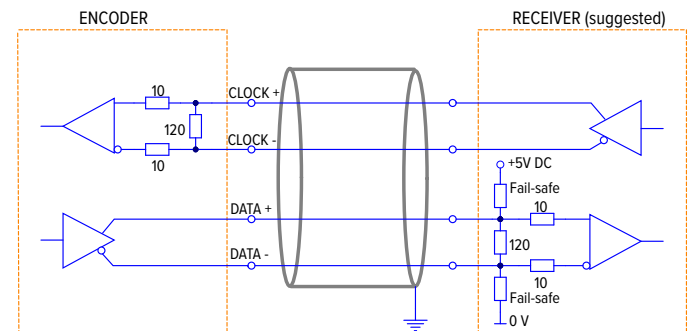 ENCODER
RECEIVER (suggested)
10
CLOCK +
120
CLOCK -
10
+5V DC
Fail-safe
DATA +
10
120
DATA -
10
Fail-safe
0 V